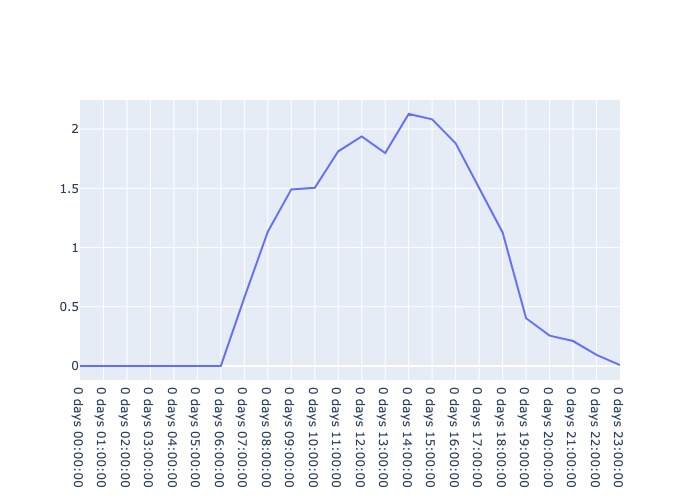 2
1.5
1
0.5
0
0 days 00:00:00
0 days 01:00:00
0 days 02:00:00
0 days 03:00:00
0 days 04:00:00
0 days 05:00:00
0 days 06:00:00
0 days 07:00:00
0 days 08:00:00
0 days 09:00:00
0 days 10:00:00
0 days 11:00:00
0 days 12:00:00
0 days 13:00:00
0 days 14:00:00
0 days 15:00:00
0 days 16:00:00
0 days 17:00:00
0 days 18:00:00
0 days 19:00:00
0 days 20:00:00
0 days 21:00:00
0 days 22:00:00
0 days 23:00:00